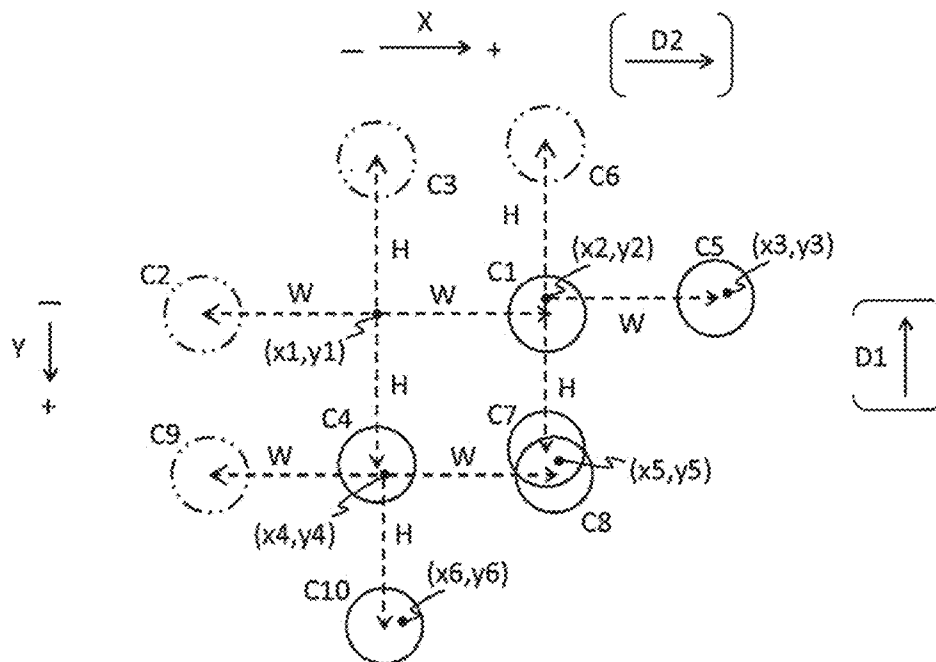 X
— +
D2
C3
C6
H
H
(x2,y2)
C5
(x3,y3)
C2
C1
W
W
W
(x1,y1)
—
Y
+
D1
H
H
C4
C7
C9
W
W
(x5,y5)
(x4,y4)
H
C8
C10
(x6,y6)